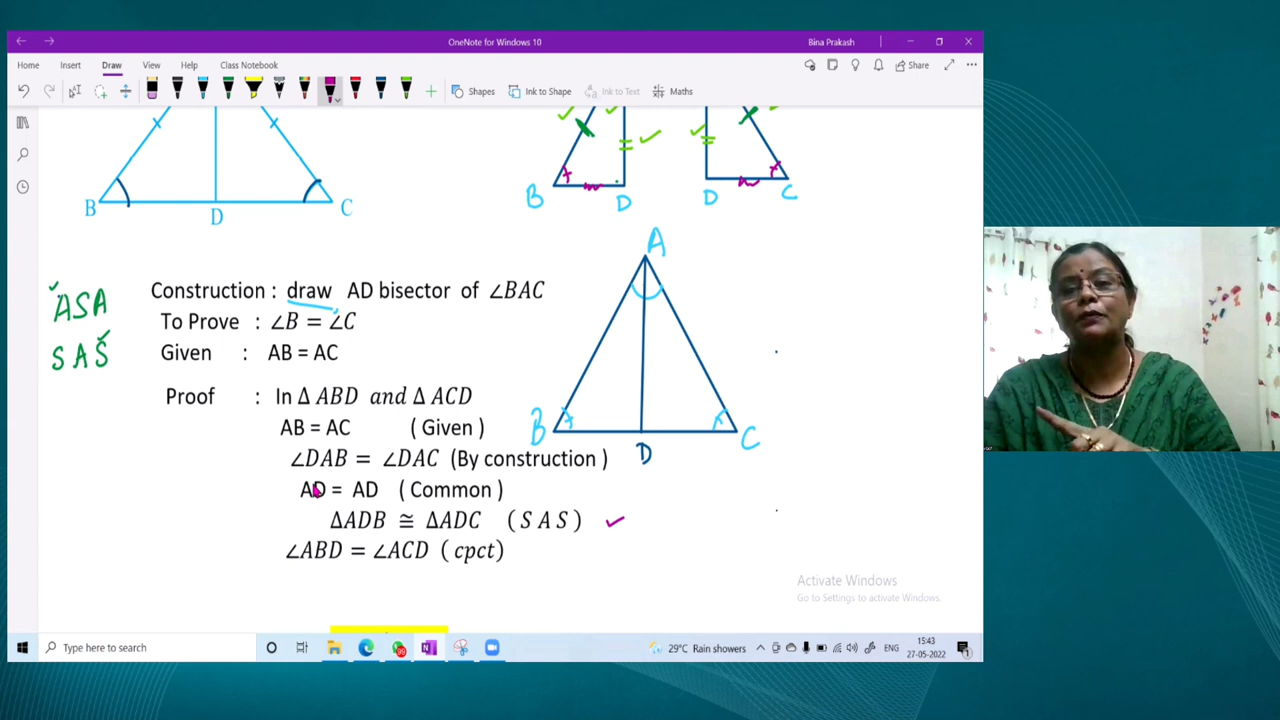 OneNote for Windows 10
Bina Prakash
Home Insert Draw View Help Class Notebook
Share
Shapes Ink to Shape Ink to Text Maths
B D C
B D D C
A
Construction : draw AD bisector of ∠BAC
ASA
To Prove : ∠B = ∠C
SAS
Given : AB = AC
Proof : In Δ ABD and Δ ACD
AB = AC ( Given )
B C
∠DAB = ∠DAC (By construction )
D
AD = AD ( Common )
ΔADB ≅ ΔADC ( S A S )
∠ABD = ∠ACD ( cpct)
Activate Windows
Go to Settings to activate Windows.
Type here to search
99
29°C Rain showers
ENG
15:43
27-05-2022
1